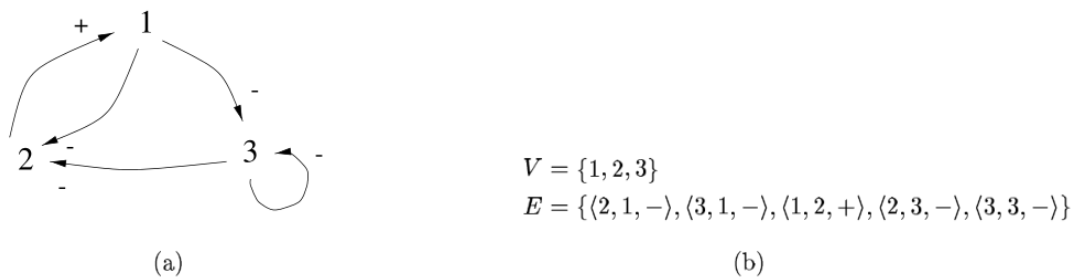 +
1
-
-
2
3
-
-
V = {1, 2, 3}
E = {⟨2, 1, −⟩, ⟨3, 1, −⟩, ⟨1, 2, +⟩, ⟨2, 3, −⟩, ⟨3, 3, −⟩}
(a)
(b)